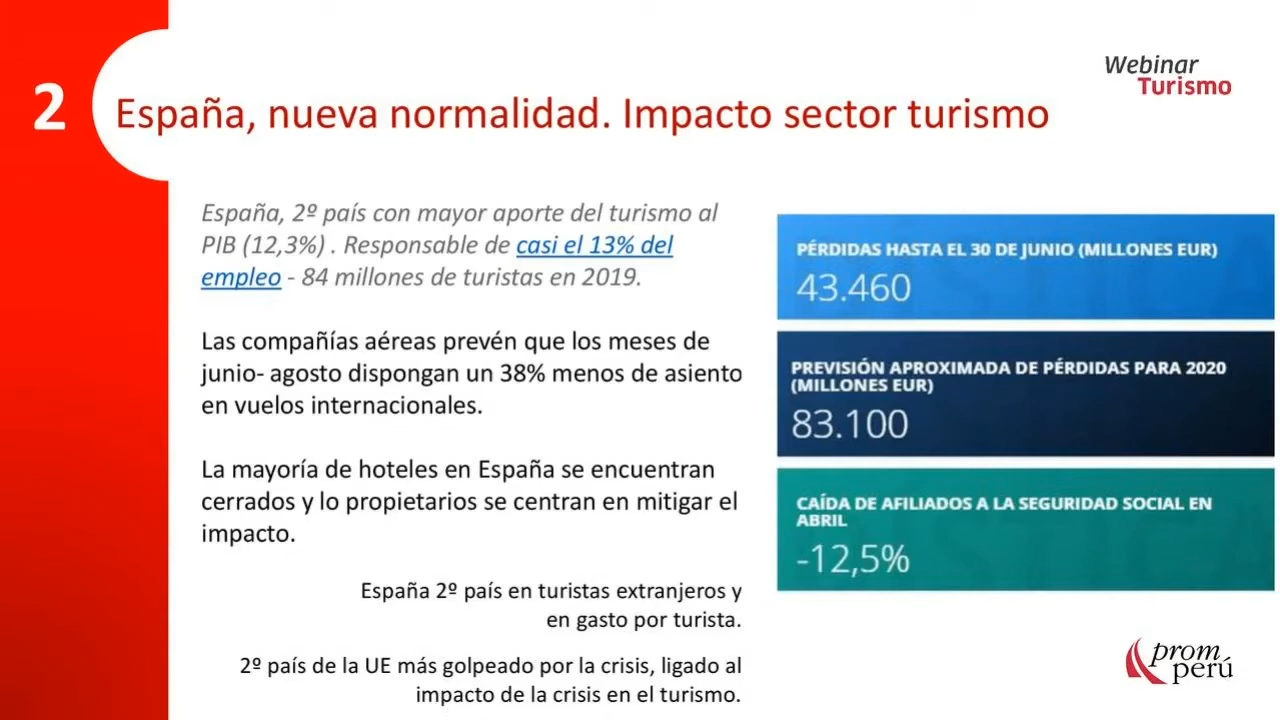 2
España, nueva normalidad. Impacto sector turismo
Webinar
Turismo
España, 2º país con mayor aporte del turismo al
PIB (12,3%) . Responsable de casi el 13% del
empleo - 84 millones de turistas en 2019.
Las compañías aéreas prevén que los meses de
junio- agosto dispongan un 38% menos de asiento
en vuelos internacionales.
La mayoría de hoteles en España se encuentran
cerrados y lo propietarios se centran en mitigar el
impacto.
España 2º país en turistas extranjeros y
en gasto por turista.
2º país de la UE más golpeado por la crisis, ligado al
impacto de la crisis en el turismo.
PÉRDIDAS HASTA EL 30 DE JUNIO (MILLONES EUR)
43.460
PREVISIÓN APROXIMADA DE PÉRDIDAS PARA 2020
(MILLONES EUR)
83.100
CAÍDA DE AFILIADOS A LA SEGURIDAD SOCIAL EN
ABRIL
-12,5%
prom
perú